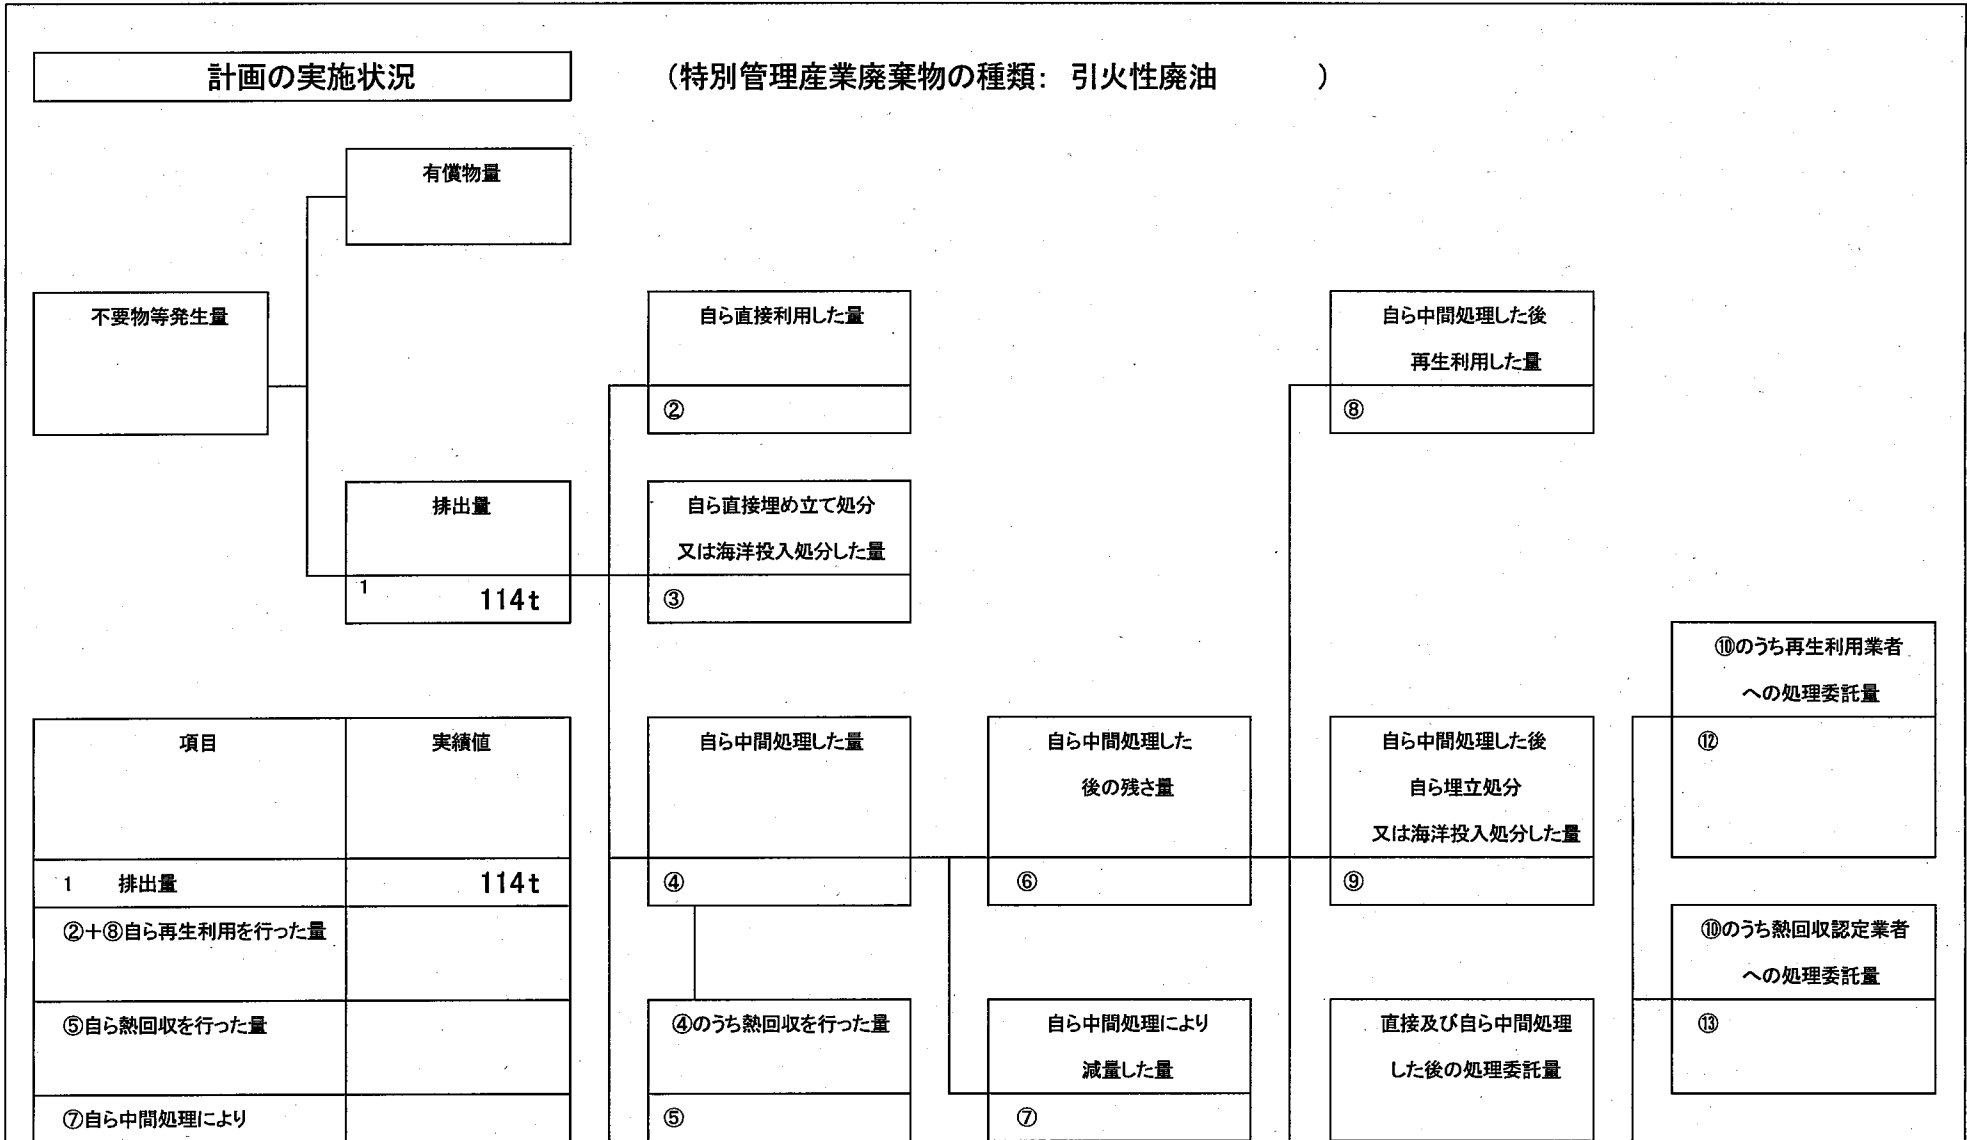 計画の実施状況
（特別管理産業廃棄物の種類： 引火性廃油 ）
有償物量
不要物等発生量
自ら直接利用した量
②
自ら中間処理した後
再生利用した量
⑧
排出量
1 114t
自ら直接埋め立て処分
又は海洋投入処分した量
③
⑩のうち再生利用業者
への処理委託量
⑫
項目 実績値
1 排出量 114t
②＋⑧自ら再生利用を行った量
⑤自ら熱回収を行った量
⑦自ら中間処理により
自ら中間処理した量
④
自ら中間処理した
後の残さ量
⑥
自ら中間処理した後
自ら埋立処分
又は海洋投入処分した量
⑨
⑩のうち熱回収認定業者
への処理委託量
⑬
④のうち熱回収を行った量
⑤
自ら中間処理により
減量した量
⑦
直接及び自ら中間処理
した後の処理委託量